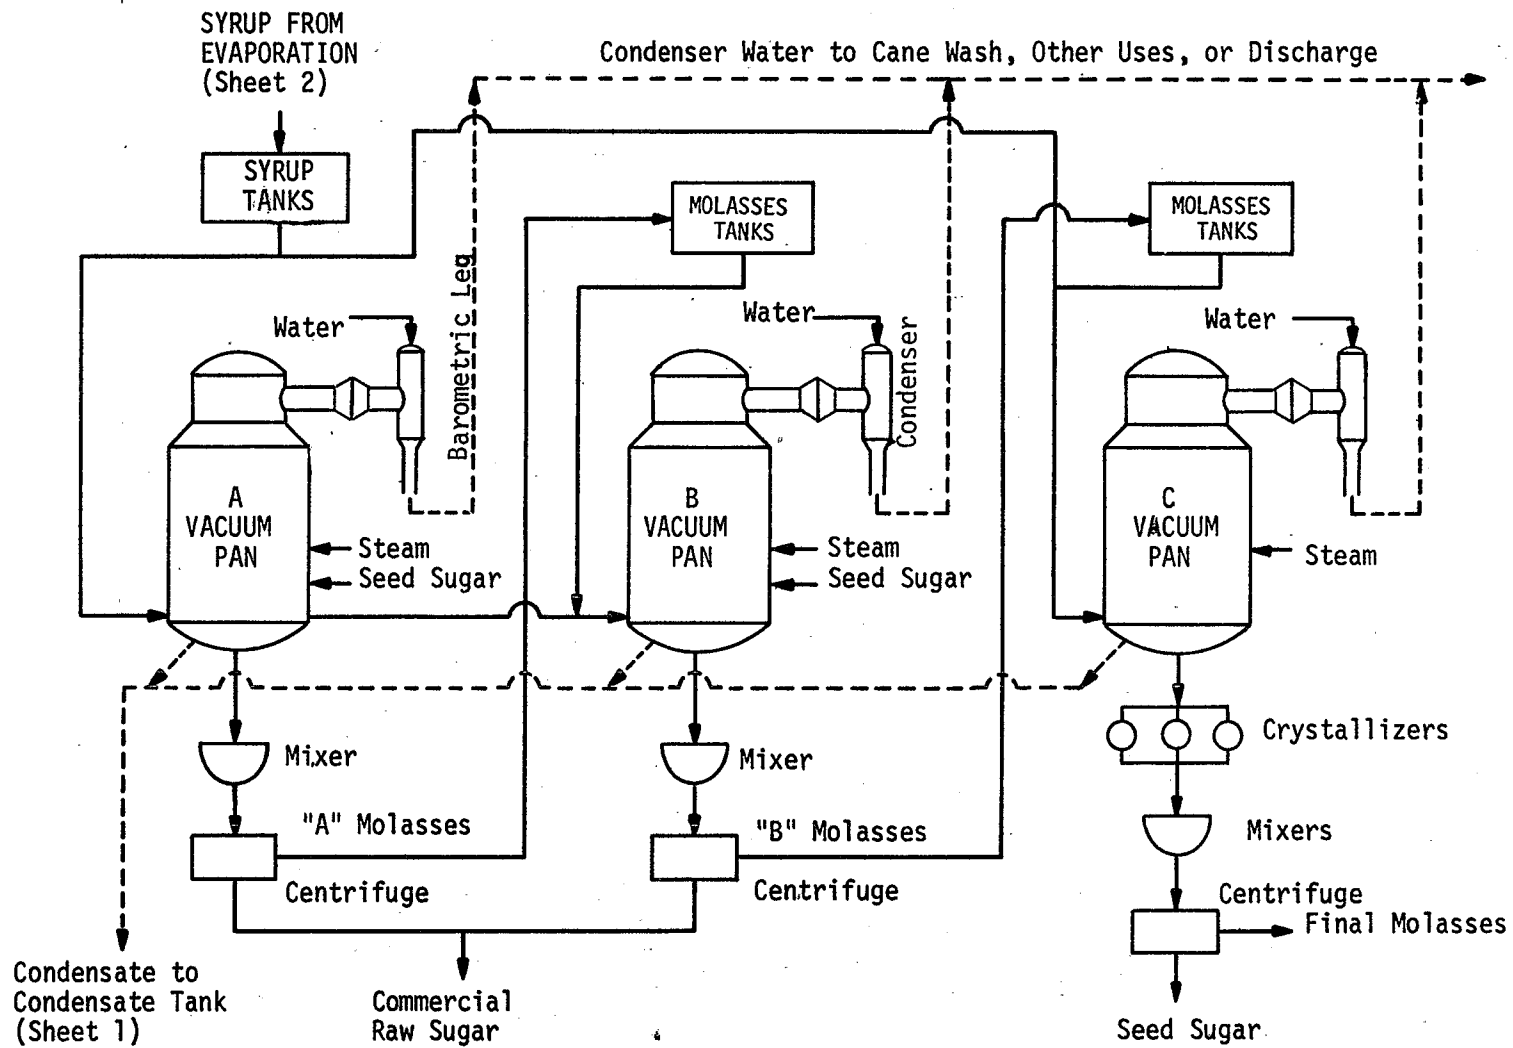 SYRUP FROM
EVAPORATION
(Sheet 2)
Condenser Water to Cane Wash, Other Uses, or Discharge
SYRUP
TANKS
MOLASSES
TANKS
MOLASSES
TANKS
Barometric Leg
Water
Water
Condenser
Water
A
VACUUM
PAN
Steam
Seed Sugar
B
VACUUM
PAN
Steam
Seed Sugar
C
VACUUM
PAN
Steam
Mixer
Mixer
Crystallizers
"A" Molasses
"B" Molasses
Mixers
Centrifuge
Centrifuge
Centrifuge
Final Molasses
Condensate to
Condensate Tank
(Sheet 1)
Commercial
Raw Sugar
Seed Sugar